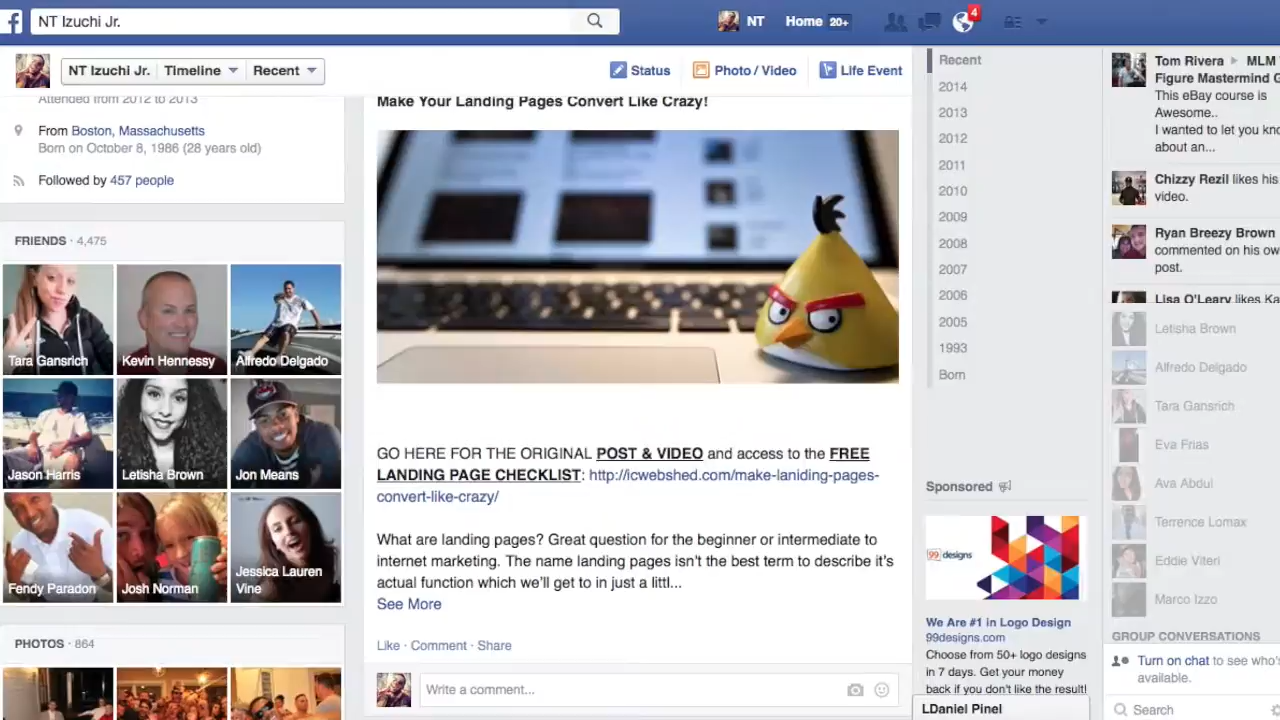 NT Izuchi Jr.
NT
Home 20+
4
NT Izuchi Jr.
Timeline
Recent
Status
Photo / Video
Life Event
Attended from 2012 to 2013
From Boston, Massachusetts
Born on October 8, 1986 (28 years old)
Followed by 457 people
FRIENDS · 4,475
Tara Gansrich
Kevin Hennessy
Alfredo Delgado
Jason Harris
Letisha Brown
Jon Means
Fendy Paradon
Josh Norman
Jessica Lauren
Vine
PHOTOS · 864
Make Your Landing Pages Convert Like Crazy!
GO HERE FOR THE ORIGINAL POST & VIDEO and access to the FREE
LANDING PAGE CHECKLIST: http://icwebshed.com/make-laniding-pages-
convert-like-crazy/
What are landing pages? Great question for the beginner or intermediate to
internet marketing. The name landing pages isn't the best term to describe it's
actual function which we'll get to in just a littl...
See More
Like · Comment · Share
Write a comment...
Recent
2014
2013
2012
2011
2010
2009
2008
2007
2006
2005
1993
Born
Sponsored
99designs
We Are #1 in Logo Design
99designs.com
Choose from 50+ logo designs
in 7 days. Get your money
back if you don't like the result!
LDaniel Pinel
Tom Rivera ▸ MLM
Figure Mastermind G
This eBay course is
Awesome..
I wanted to let you kno
about an...
Chizzy Rezil likes his
video.
Ryan Breezy Brown
commented on his ow
post.
Lisa O'Leary likes Ka
Letisha Brown
Alfredo Delgado
Tara Gansrich
Eva Frias
Ava Abdul
Terrence Lomax
Eddie Viteri
Marco Izzo
GROUP CONVERSATIONS
Turn on chat to see who's
available.
Search